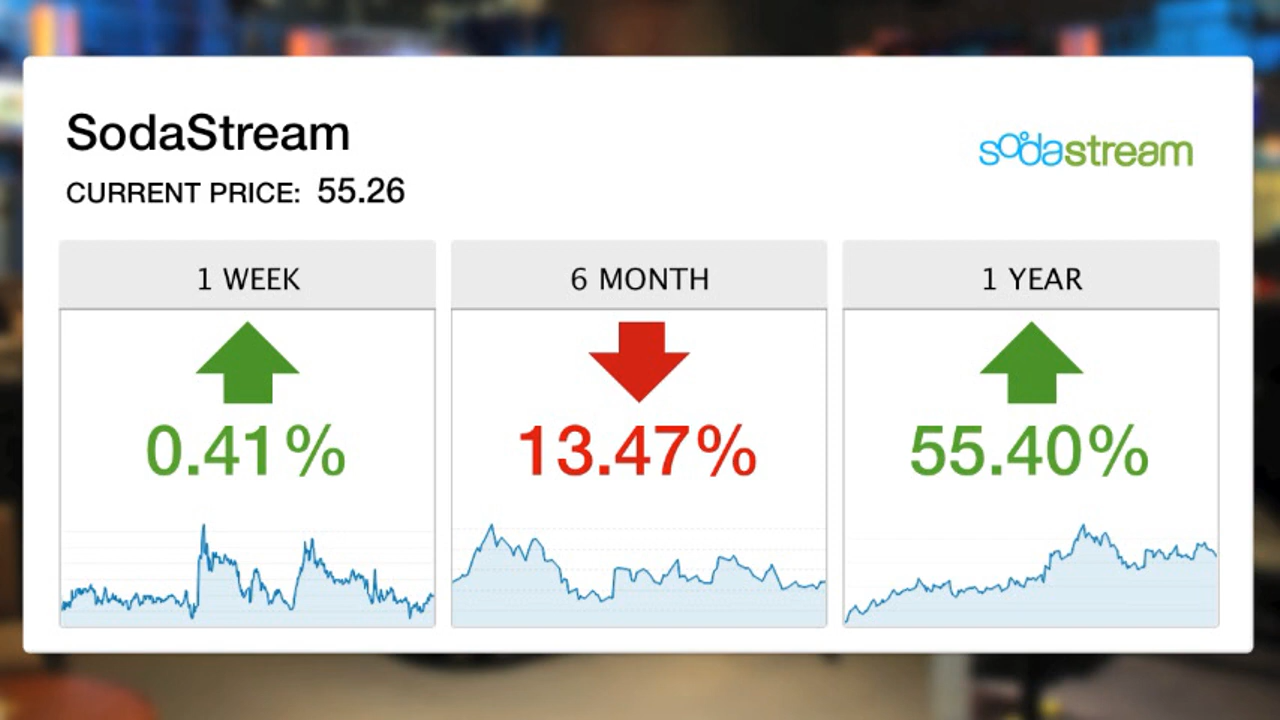 SodaStream
sodastream
CURRENT PRICE: 55.26
1 WEEK
6 MONTH
1 YEAR
0.41%
13.47%
55.40%